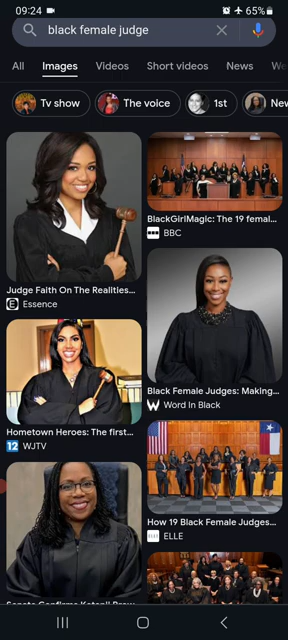 09:24
65%
black female judge
All Images Videos Short videos News We
Tv show The voice 1st New
Judge Faith On The Realities...
Essence
BlackGirlMagic: The 19 femal...
BBC
Hometown Heroes: The first...
12 WJTV
Black Female Judges: Making...
W Word In Black
How 19 Black Female Judges...
ELLE